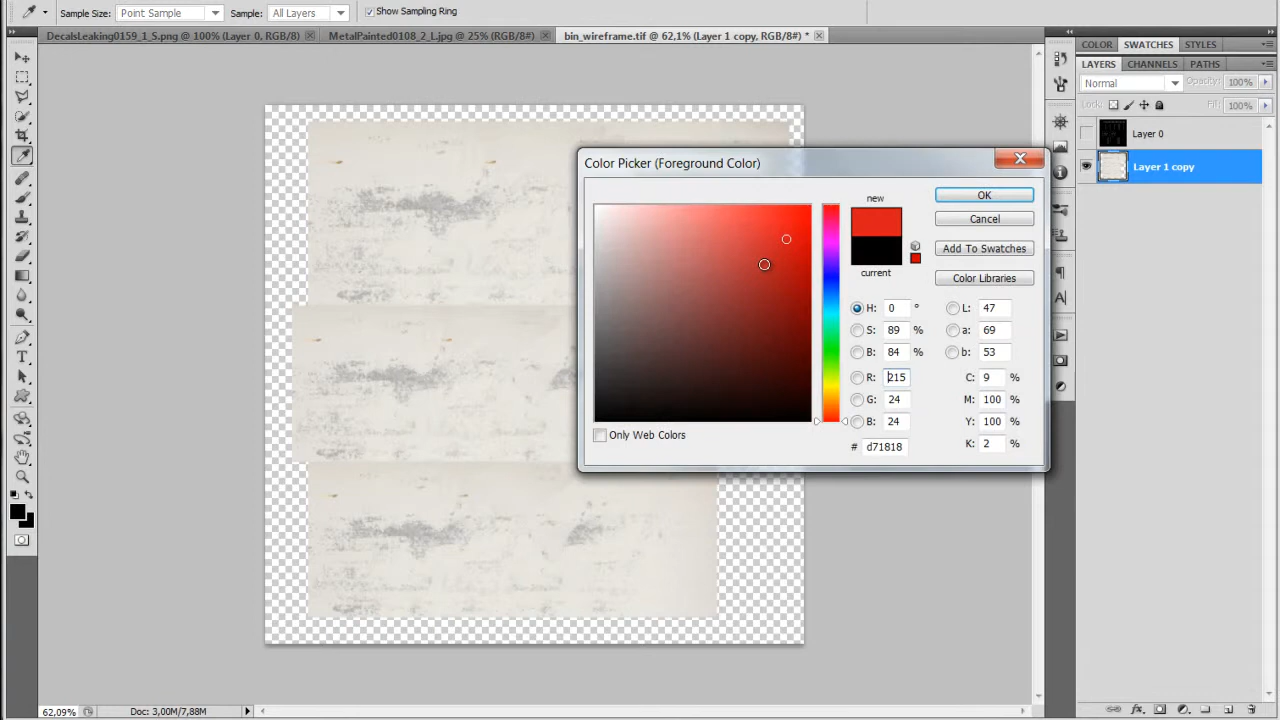 Sample Size: Point Sample Sample: All Layers Show Sampling Ring
DecalsLeaking0159_1_S.png @ 100% (Layer 0, RGB/8) MetalPainted0108_2_L.jpg @ 25% (RGB/8#) bin_wireframe.tif @ 62,1% (Layer 1 copy, RGB/8#) *
COLOR SWATCHES STYLES
LAYERS CHANNELS PATHS
Normal Opacity: 100%
Lock: Fill: 100%
Layer 0
Layer 1 copy
Color Picker (Foreground Color)
new
OK
Cancel
Add To Swatches
current
Color Libraries
H: 0 ° L: 47
S: 89 % a: 69
B: 84 % b: 53
R: 215 C: 9 %
G: 24 M: 100 %
B: 24 Y: 100 %
# d71818 K: 2 %
Only Web Colors
62,09% Doc: 3,00M/7,88M